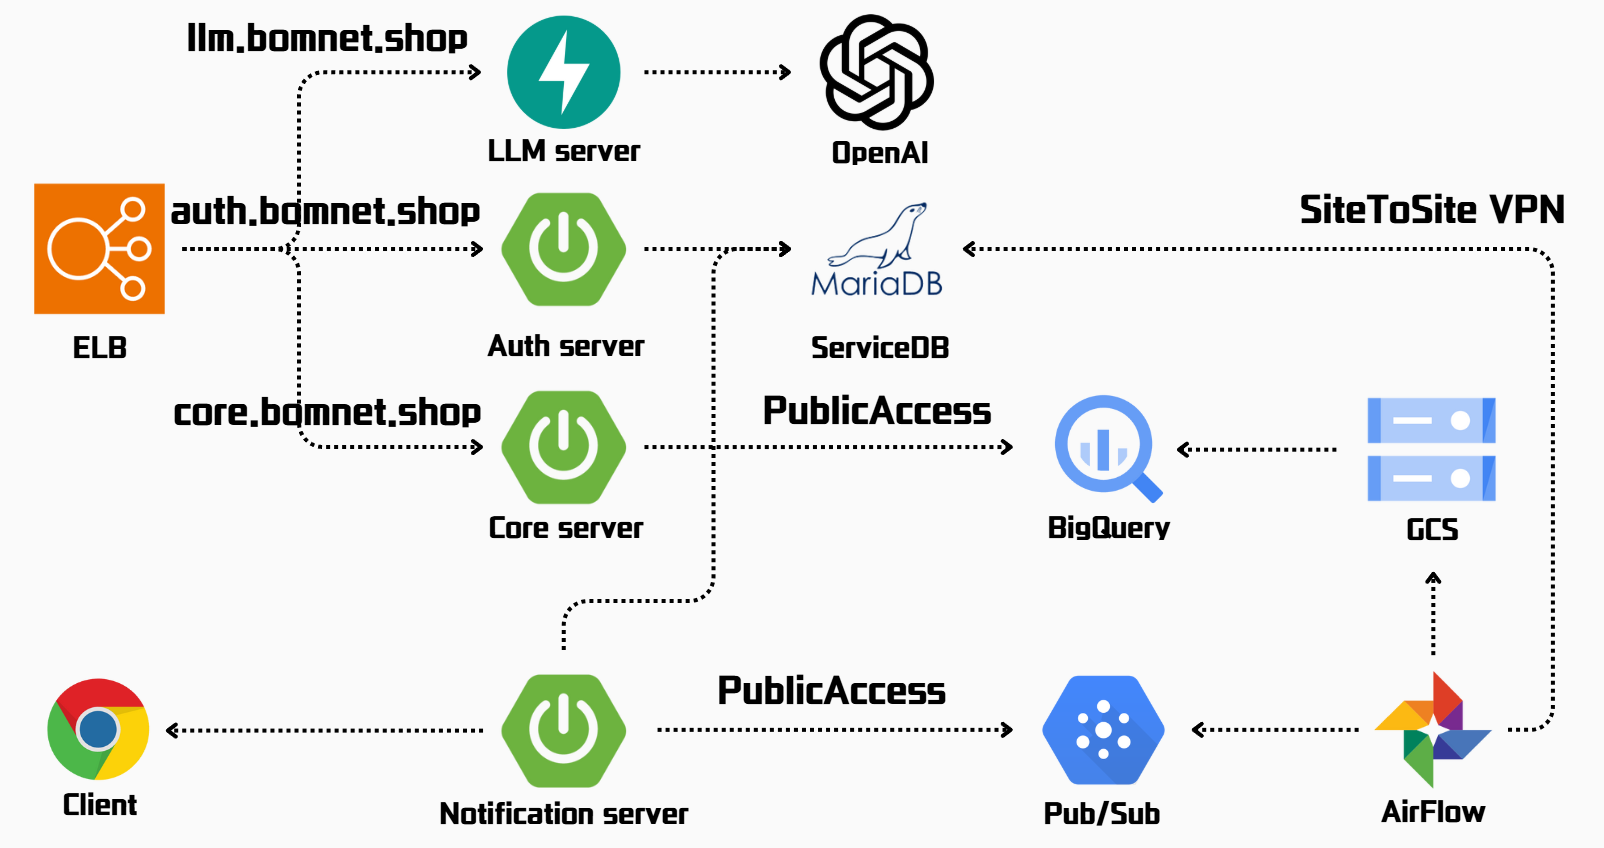 llm.bomnet.shop
LLM server
OpenAI
auth.bomnet.shop
SiteToSite VPN
MariaDB
ELB
Auth server
ServiceDB
core.bomnet.shop
PublicAccess
Core server
BigQuery
GCS
PublicAccess
Client
Notification server
Pub/Sub
AirFlow